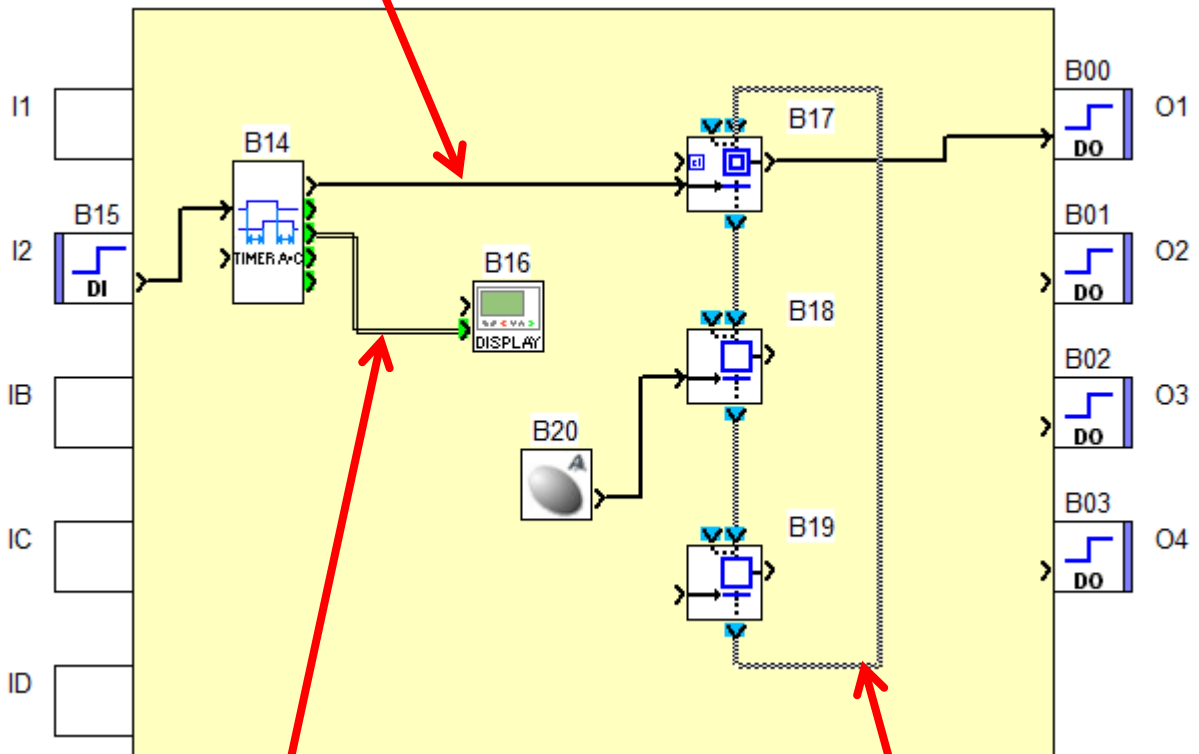 B00
I1
B17
O1
DO
B14
B15
B01
I2
TIMER A•C
B16
O2
DI
DO
DISPLAY
B18
B02
IB
O3
DO
B20
A
B03
B19
IC
O4
DO
ID